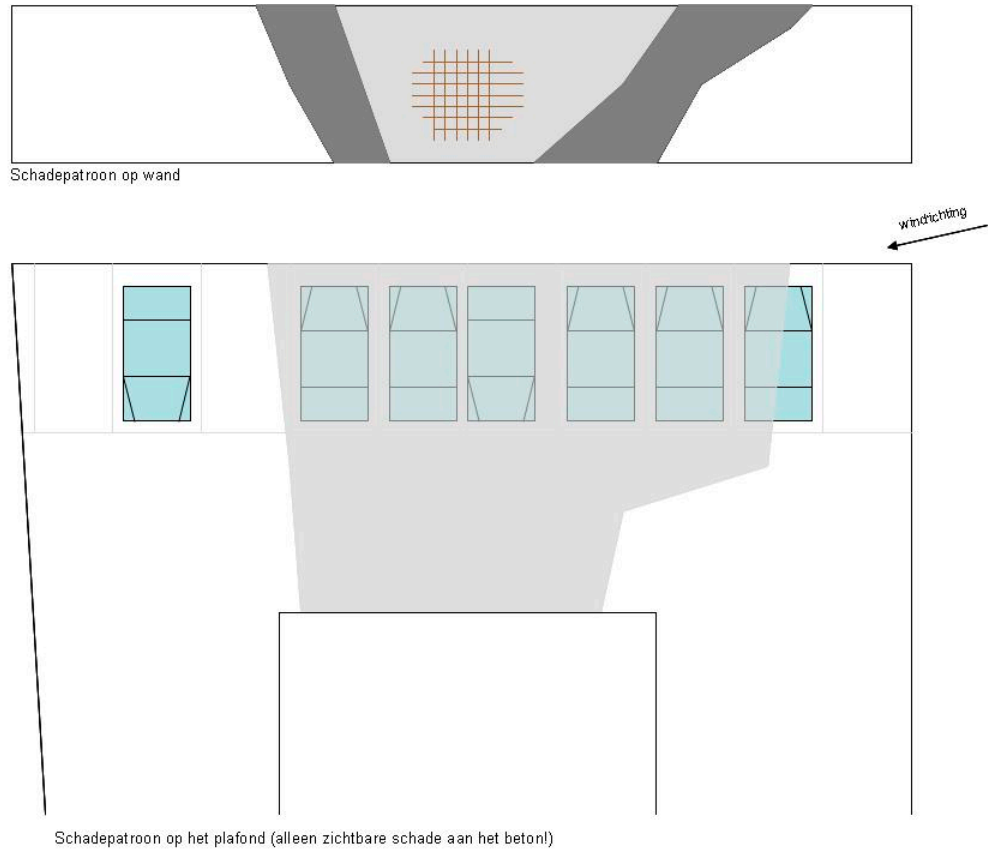 Schadepatroon op wand
windrichting
Schadepatroon op het plafond (alleen zichtbare schade aan het beton!)